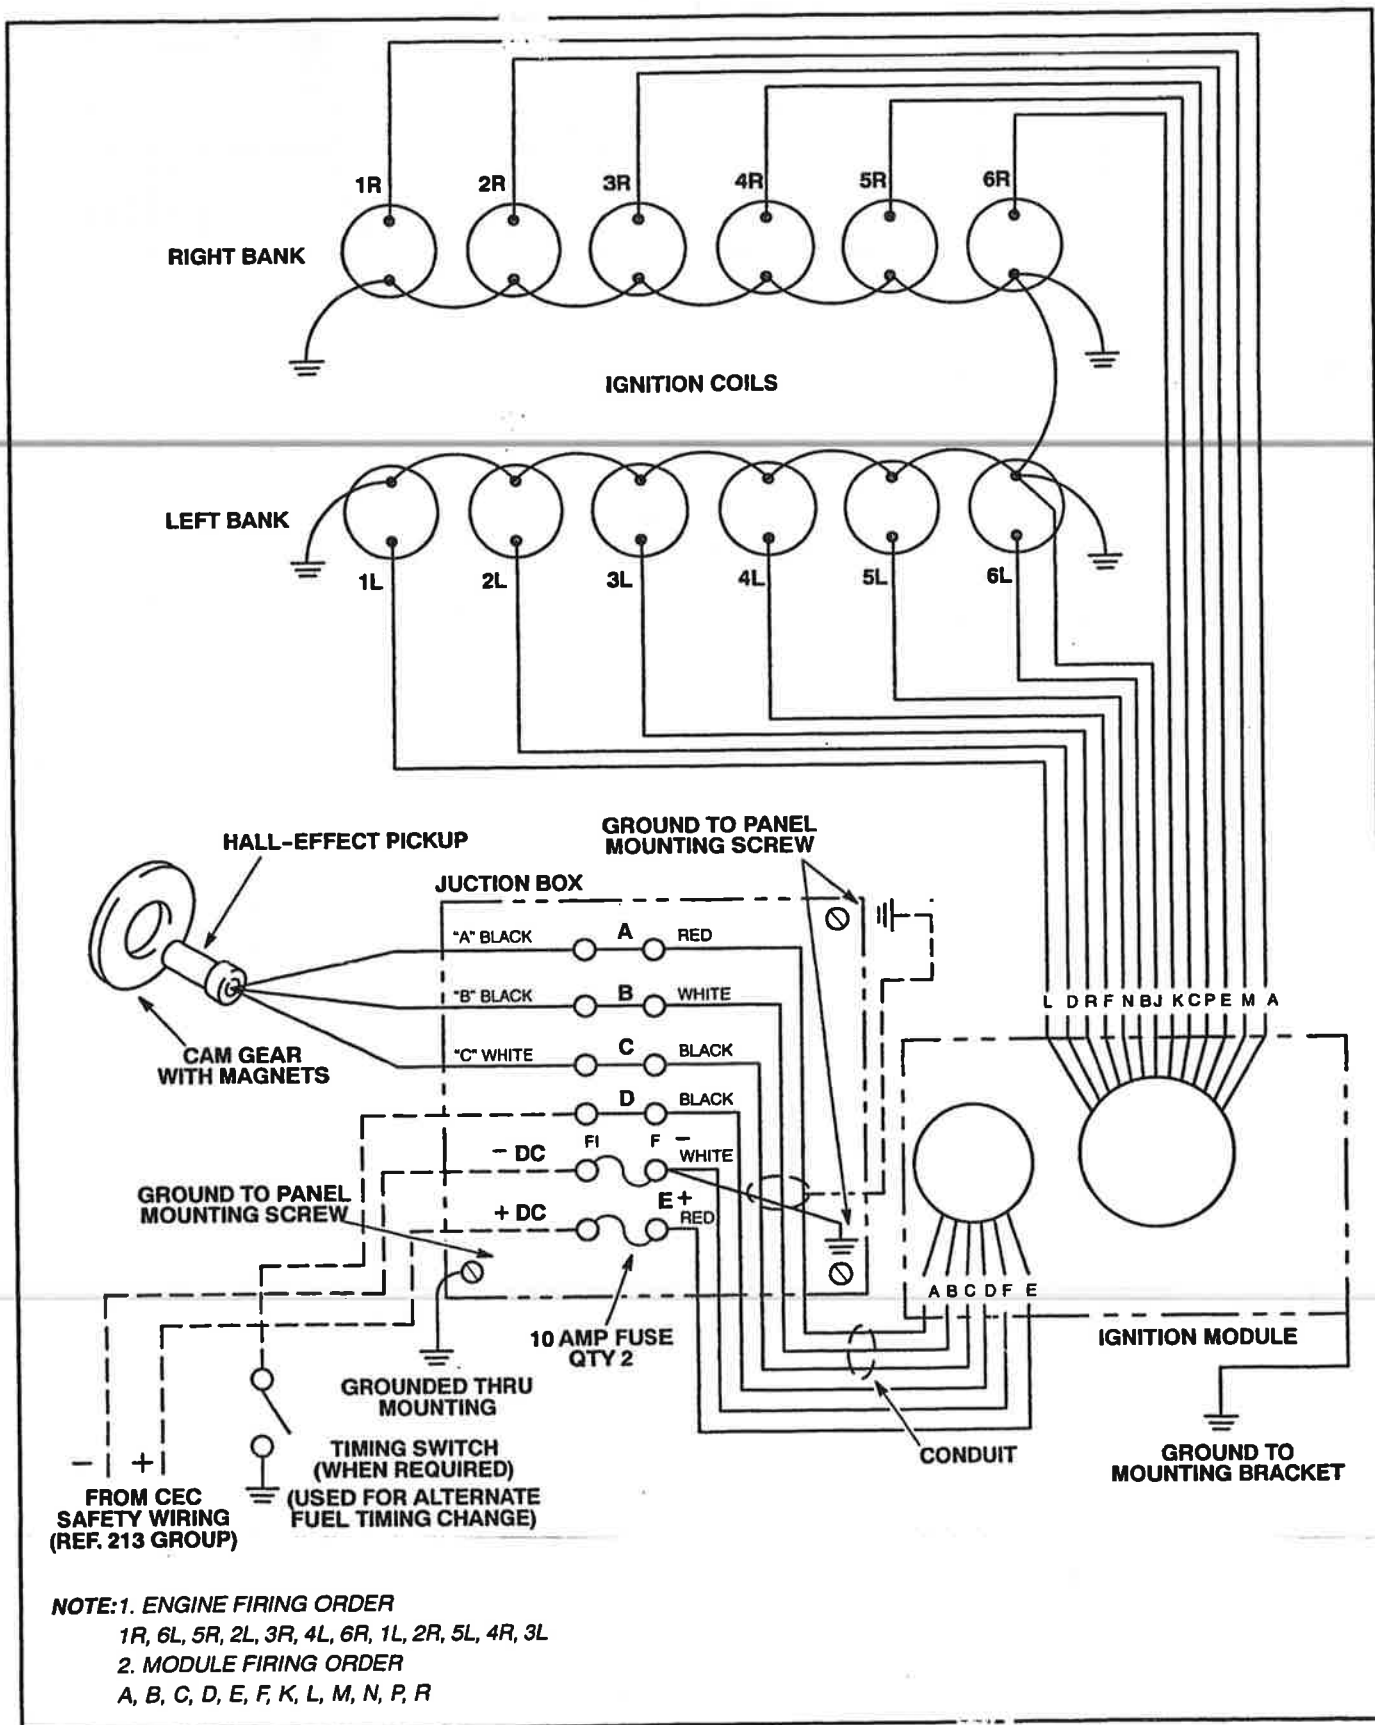 1R 2R 3R 4R 5R 6R
RIGHT BANK
IGNITION COILS
LEFT BANK
1L 2L 3L 4L 5L 6L
HALL-EFFECT PICKUP
GROUND TO PANEL
MOUNTING SCREW
JUCTION BOX
"A" BLACK A RED
"B" BLACK B WHITE
"C" WHITE C BLACK
D BLACK
L D R F N B J K C P E M A
CAM GEAR
WITH MAGNETS
F1 F −
− DC WHITE
GROUND TO PANEL
MOUNTING SCREW
E +
+ DC RED
A B C D F E
10 AMP FUSE
QTY 2
IGNITION MODULE
GROUNDED THRU
MOUNTING
TIMING SWITCH
(WHEN REQUIRED)
(USED FOR ALTERNATE
FUEL TIMING CHANGE)
CONDUIT
GROUND TO
MOUNTING BRACKET
− +
FROM CEC
SAFETY WIRING
(REF. 213 GROUP)
NOTE: 1. ENGINE FIRING ORDER
1R, 6L, 5R, 2L, 3R, 4L, 6R, 1L, 2R, 5L, 4R, 3L
2. MODULE FIRING ORDER
A, B, C, D, E, F, K, L, M, N, P, R